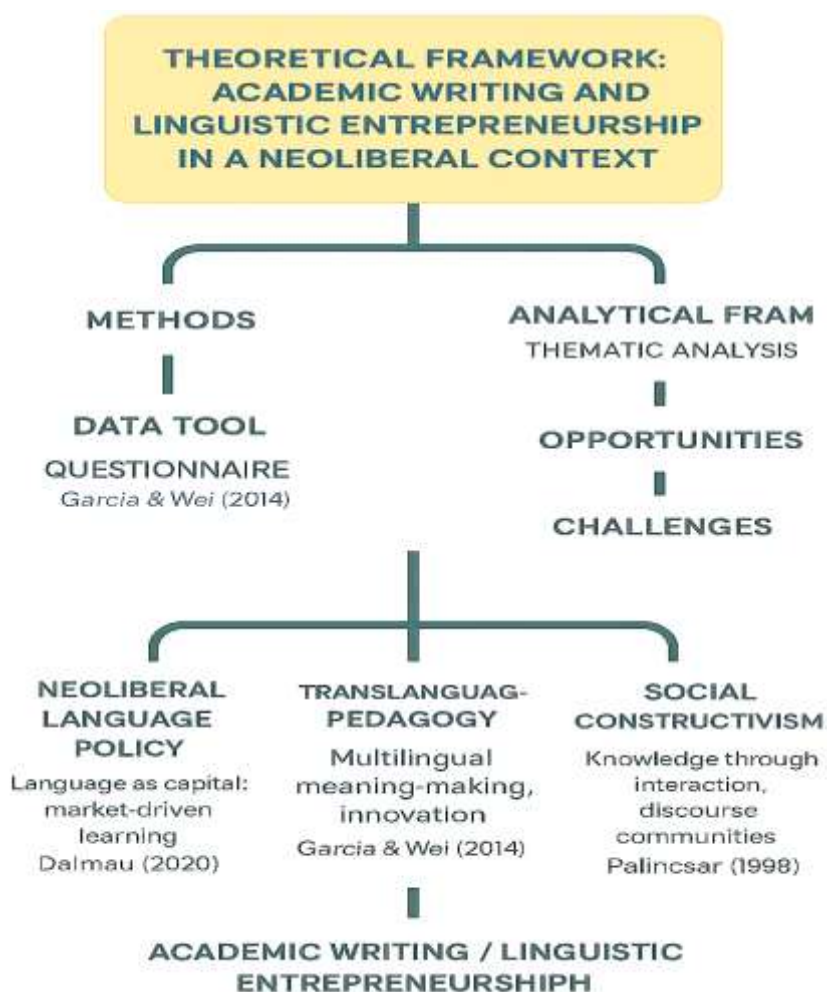 THEORETICAL FRAMEWORK:
ACADEMIC WRITING AND
LINGUISTIC ENTREPRENEURSHIP
IN A NEOLIBERAL CONTEXT
METHODS
DATA TOOL
QUESTIONNAIRE
Garcia & Wei (2014)
ANALYTICAL FRAM
THEMATIC ANALYSIS
OPPORTUNITIES
CHALLENGES
NEOLIBERAL
LANGUAGE
POLICY
Language as capital:
market-driven
learning
Dalmau (2020)
TRANSLANGUAG-
PEDAGOGY
Multilingual
meaning-making,
innovation
Garcia & Wei (2014)
SOCIAL
CONSTRUCTIVISM
Knowledge through
interaction,
discourse
communities
Palincsar (1998)
ACADEMIC WRITING / LINGUISTIC
ENTREPRENEURSHIPH